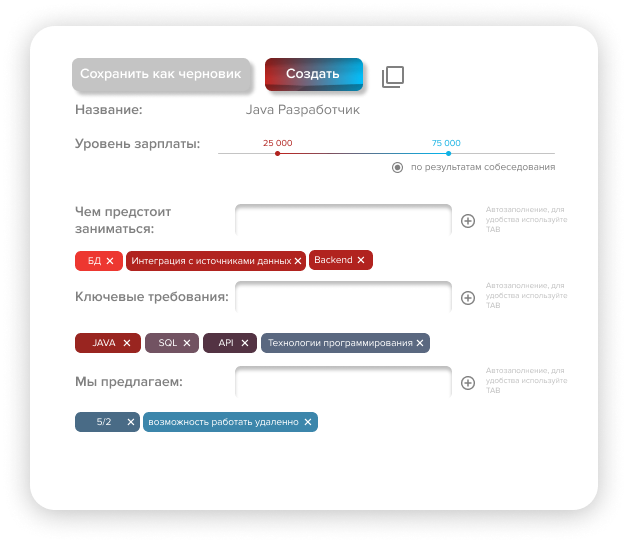 Сохранить как черновик
Создать
Название:
Java Разработчик
Уровень зарплаты:
25 000
75 000
по результатам собеседования
Чем предстоит
заниматься:
Автозаполнение, для
удобства используйте
TAB
БД
Интеграция с источниками данных
Backend
Ключевые требования:
Автозаполнение, для
удобства используйте
TAB
JAVA
SQL
API
Технологии программирования
Мы предлагаем:
Автозаполнение, для
удобства используйте
TAB
5/2
возможность работать удаленно